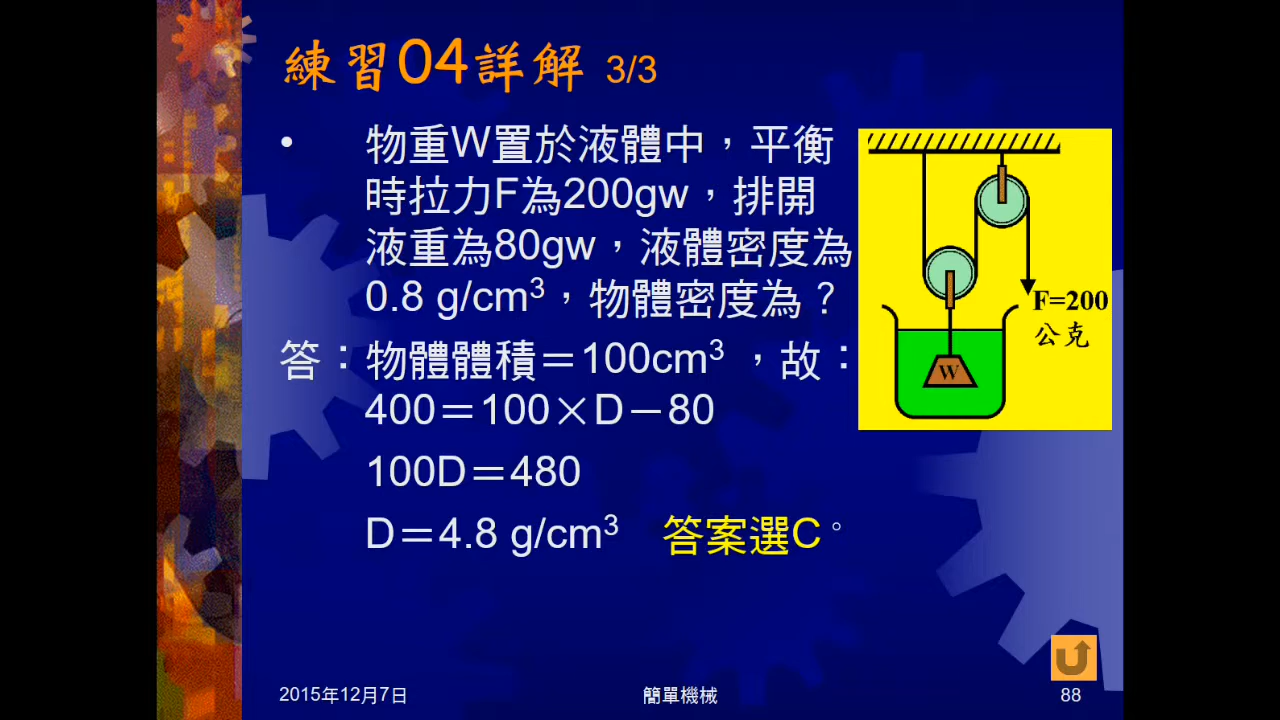 練習04詳解 3/3
• 物重W置於液體中，平衡
時拉力F為200gw，排開
液重為80gw，液體密度為
0.8 g/cm³，物體密度為？
答：物體體積＝100cm³ ，故：
400＝100×D－80
100D＝480
D＝4.8 g/cm³ 答案選C。
F=200
公克
W
2015年12月7日 簡單機械 88